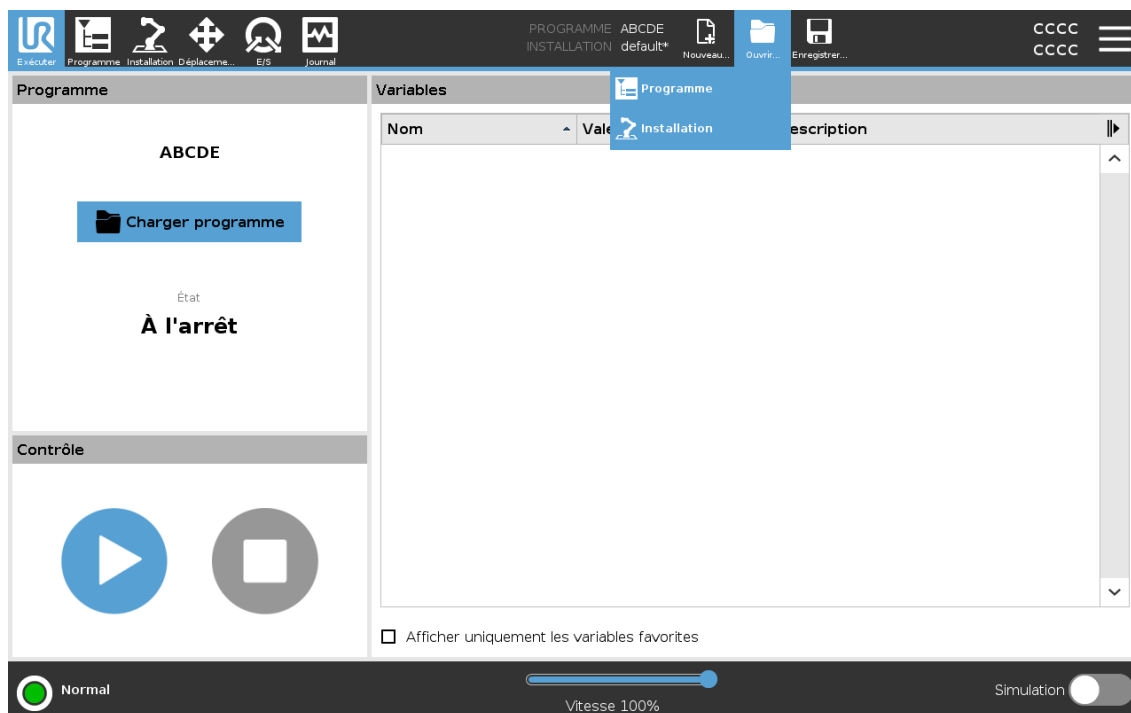 PROGRAMME ABCDE
INSTALLATION default*
CCCC
CCCC
Exécuter Programme Installation Déplaceme... E/S Journal Nouveau... Ouvrir... Enregistrer...
Programme
Installation
Programme
ABCDE
Charger programme
État
À l'arrêt
Contrôle
Variables
Nom Vale escription
Afficher uniquement les variables favorites
Normal
Vitesse 100%
Simulation